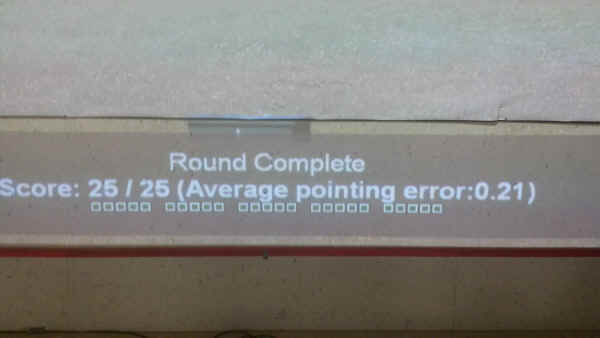 Round Complete
Score: 25 / 25 (Average pointing error:0.21)